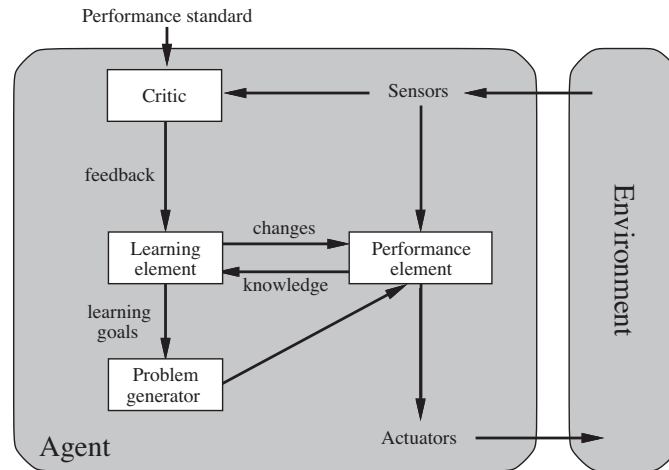 Performance standard
Critic
Sensors
feedback
changes
Learning
element
Performance
element
knowledge
learning
goals
Problem
generator
Agent
Actuators
Environment